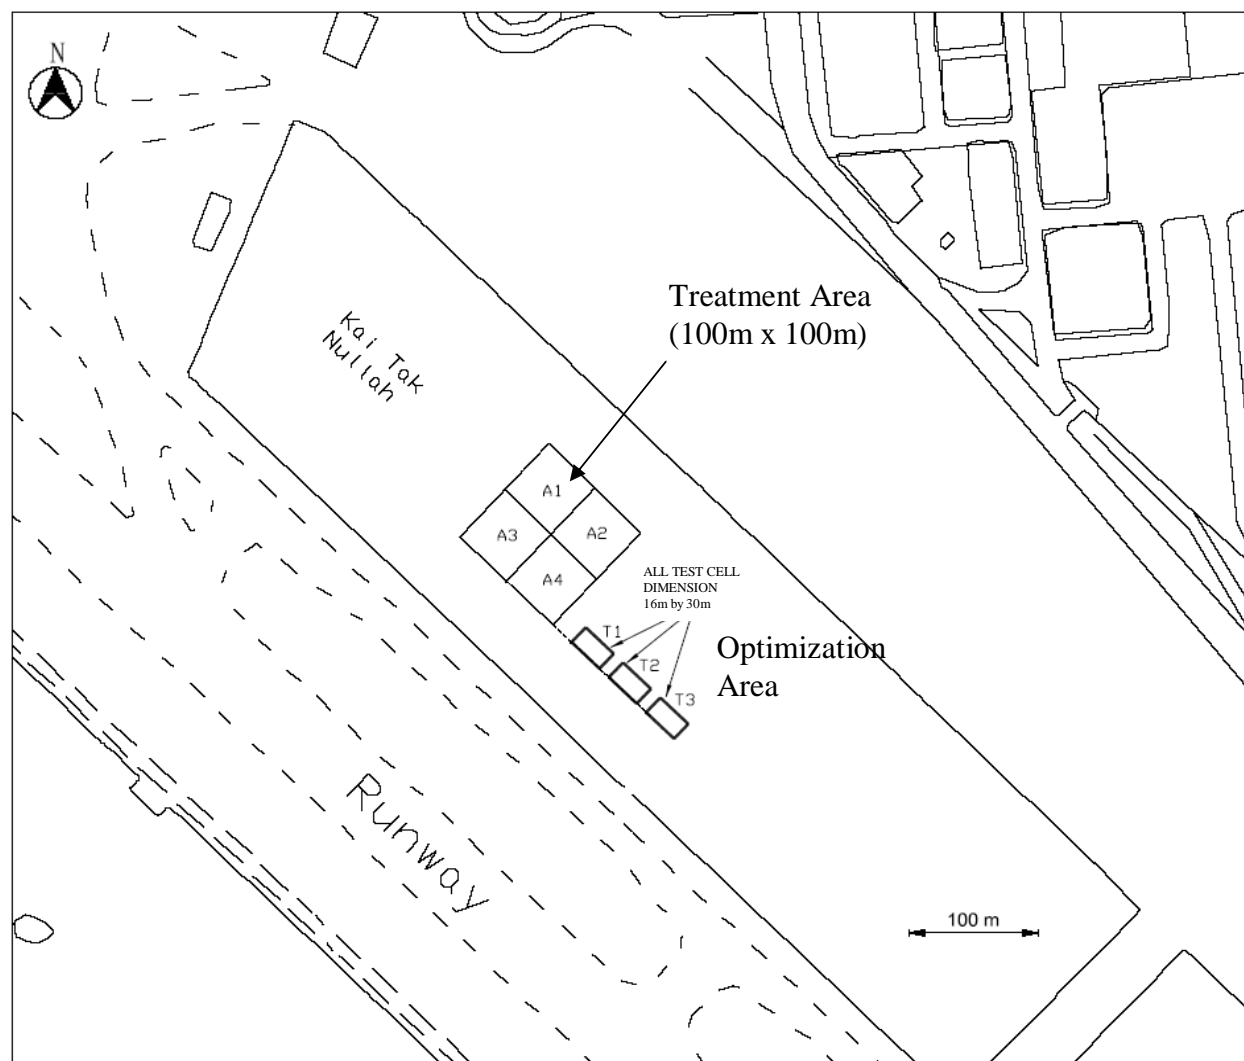 N
Treatment Area
(100m x 100m)
Kai Tak
Nullah
A1
A3
A2
A4
ALL TEST CELL
DIMENSION
16m by 30m
T1
T2
T3
Optimization
Area
Runway
100 m